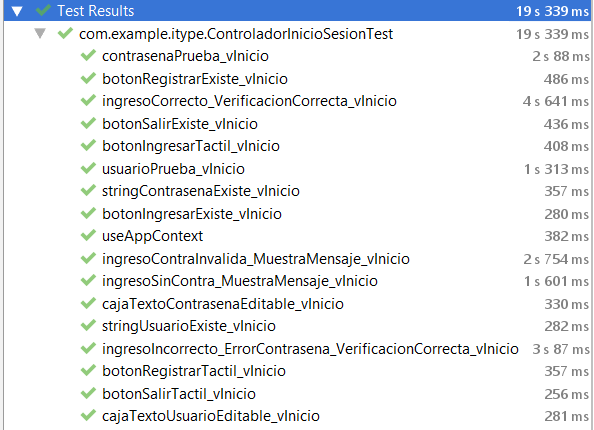 Test Results 19 s 339 ms
com.example.itype.ControladorInicioSesionTest 19 s 339 ms
contrasenaPrueba_vInicio 2 s 88 ms
botonRegistrarExiste_vInicio 486 ms
ingresoCorrecto_VerificacionCorrecta_vInicio 4 s 641 ms
botonSalirExiste_vInicio 436 ms
botonIngresarTactil_vInicio 408 ms
usuarioPrueba_vInicio 1 s 313 ms
stringContrasenaExiste_vInicio 357 ms
botonIngresarExiste_vInicio 280 ms
useAppContext 382 ms
ingresoContraInvalida_MuestraMensaje_vInicio 2 s 754 ms
ingresoSinContra_MuestraMensaje_vInicio 1 s 601 ms
cajaTextoContrasenaEditable_vInicio 330 ms
stringUsuarioExiste_vInicio 282 ms
ingresoIncorrecto_ErrorContrasena_VerificacionCorrecta_vInicio 3 s 87 ms
botonRegistrarTactil_vInicio 357 ms
botonSalirTactil_vInicio 256 ms
cajaTextoUsuarioEditable_vInicio 281 ms